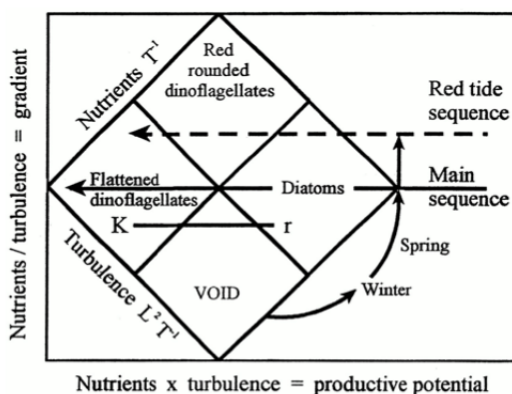 Nutrients / turbulence = gradient
Nutrients T⁻¹
Red
rounded
dinoflagellates
Red tide
sequence
Flattened
dinoflagellates
Diatoms
Main
sequence
K
r
Turbulence L² T⁻¹
VOID
Spring
Winter
Nutrients x turbulence = productive potential